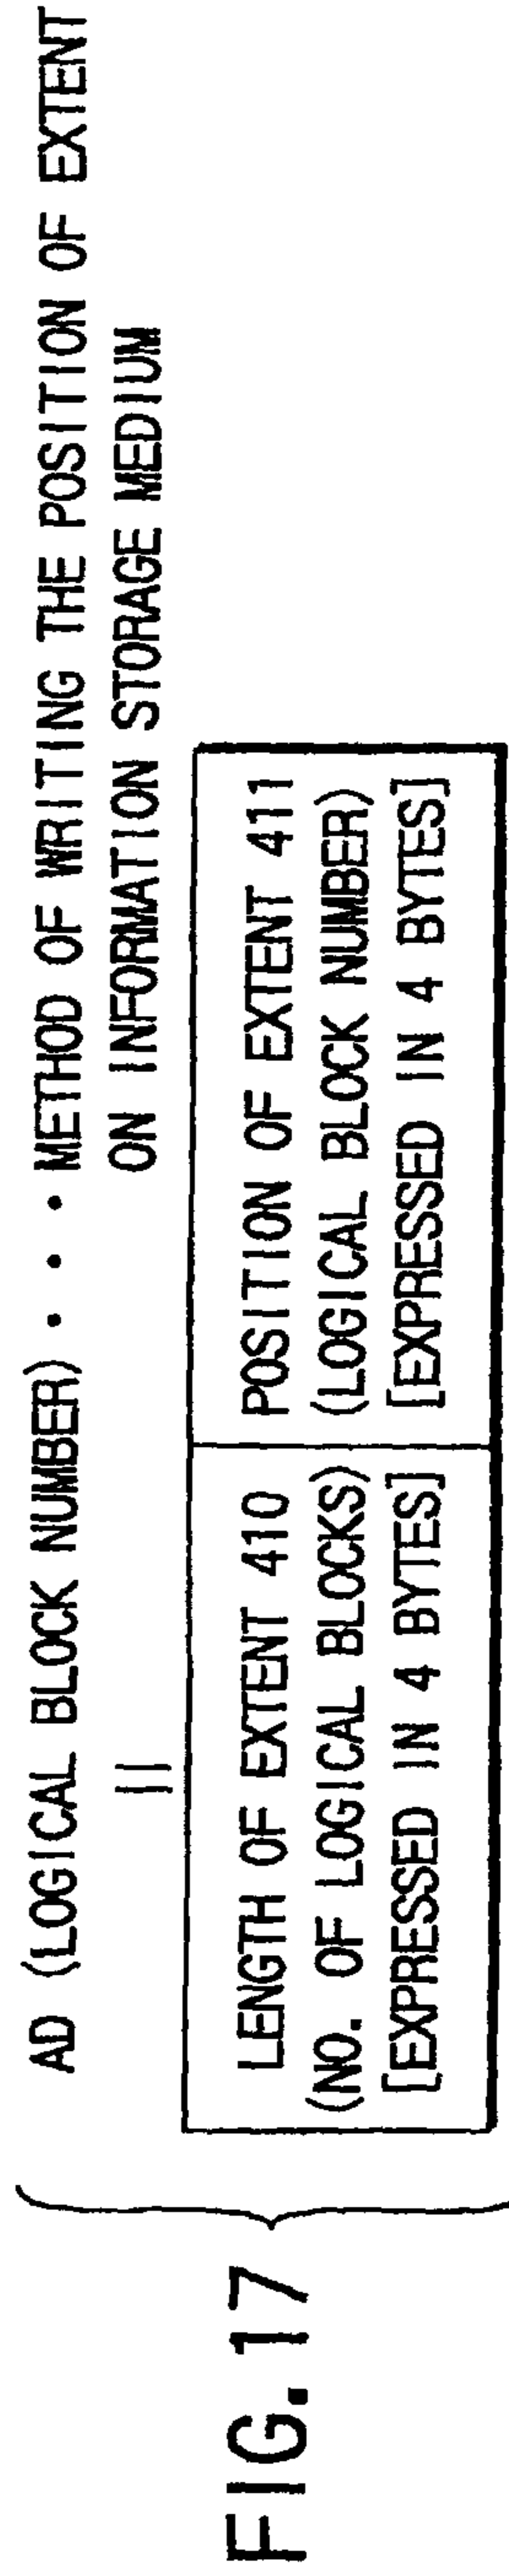 AD (LOGICAL BLOCK NUMBER) · · · METHOD OF WRITING THE POSITION OF EXTENT
ON INFORMATION STORAGE MEDIUM
||
LENGTH OF EXTENT 410
(NO. OF LOGICAL BLOCKS)
[EXPRESSED IN 4 BYTES]
POSITION OF EXTENT 411
(LOGICAL BLOCK NUMBER)
[EXPRESSED IN 4 BYTES]
FIG. 17